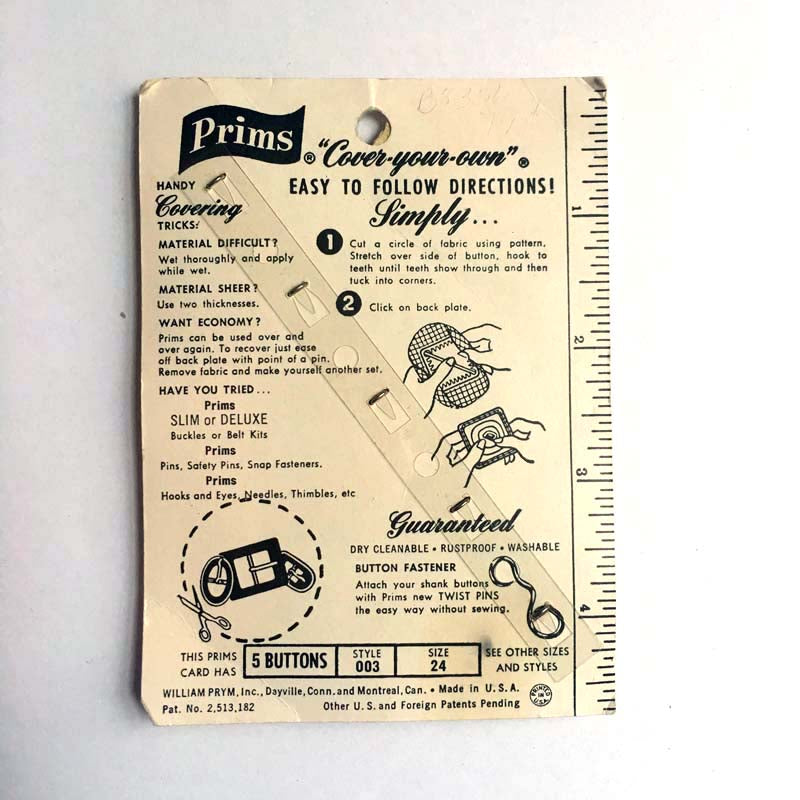 Prims ®
"Cover-your-own" ®
EASY TO FOLLOW DIRECTIONS!
Simply...
1 Cut a circle of fabric using pattern.
Stretch over side of button, hook to
teeth until teeth show through and then
tuck into corners.
2 Click on back plate.
HANDY
Covering
TRICKS:
MATERIAL DIFFICULT?
Wet thoroughly and apply
while wet.
MATERIAL SHEER?
Use two thicknesses.
WANT ECONOMY?
Prims can be used over and
over again. To recover just ease
off back plate with point of a pin.
Remove fabric and make yourself another set.
HAVE YOU TRIED...
Prims
SLIM or DELUXE
Buckles or Belt Kits
Prims
Pins, Safety Pins, Snap Fasteners.
Prims
Hooks and Eyes, Needles, Thimbles, etc
Guaranteed
DRY CLEANABLE • RUSTPROOF • WASHABLE
BUTTON FASTENER
Attach your shank buttons
with Prims new TWIST PINS
the easy way without sewing.
THIS PRIMS
CARD HAS
5 BUTTONS
STYLE
003
SIZE
24
SEE OTHER SIZES
AND STYLES
WILLIAM PRYM, Inc., Dayville, Conn. and Montreal, Can. • Made in U. S. A.
Pat. No. 2,513,182
Other U. S. and Foreign Patents Pending
PRINTED
IN
USA
1
2
3
4